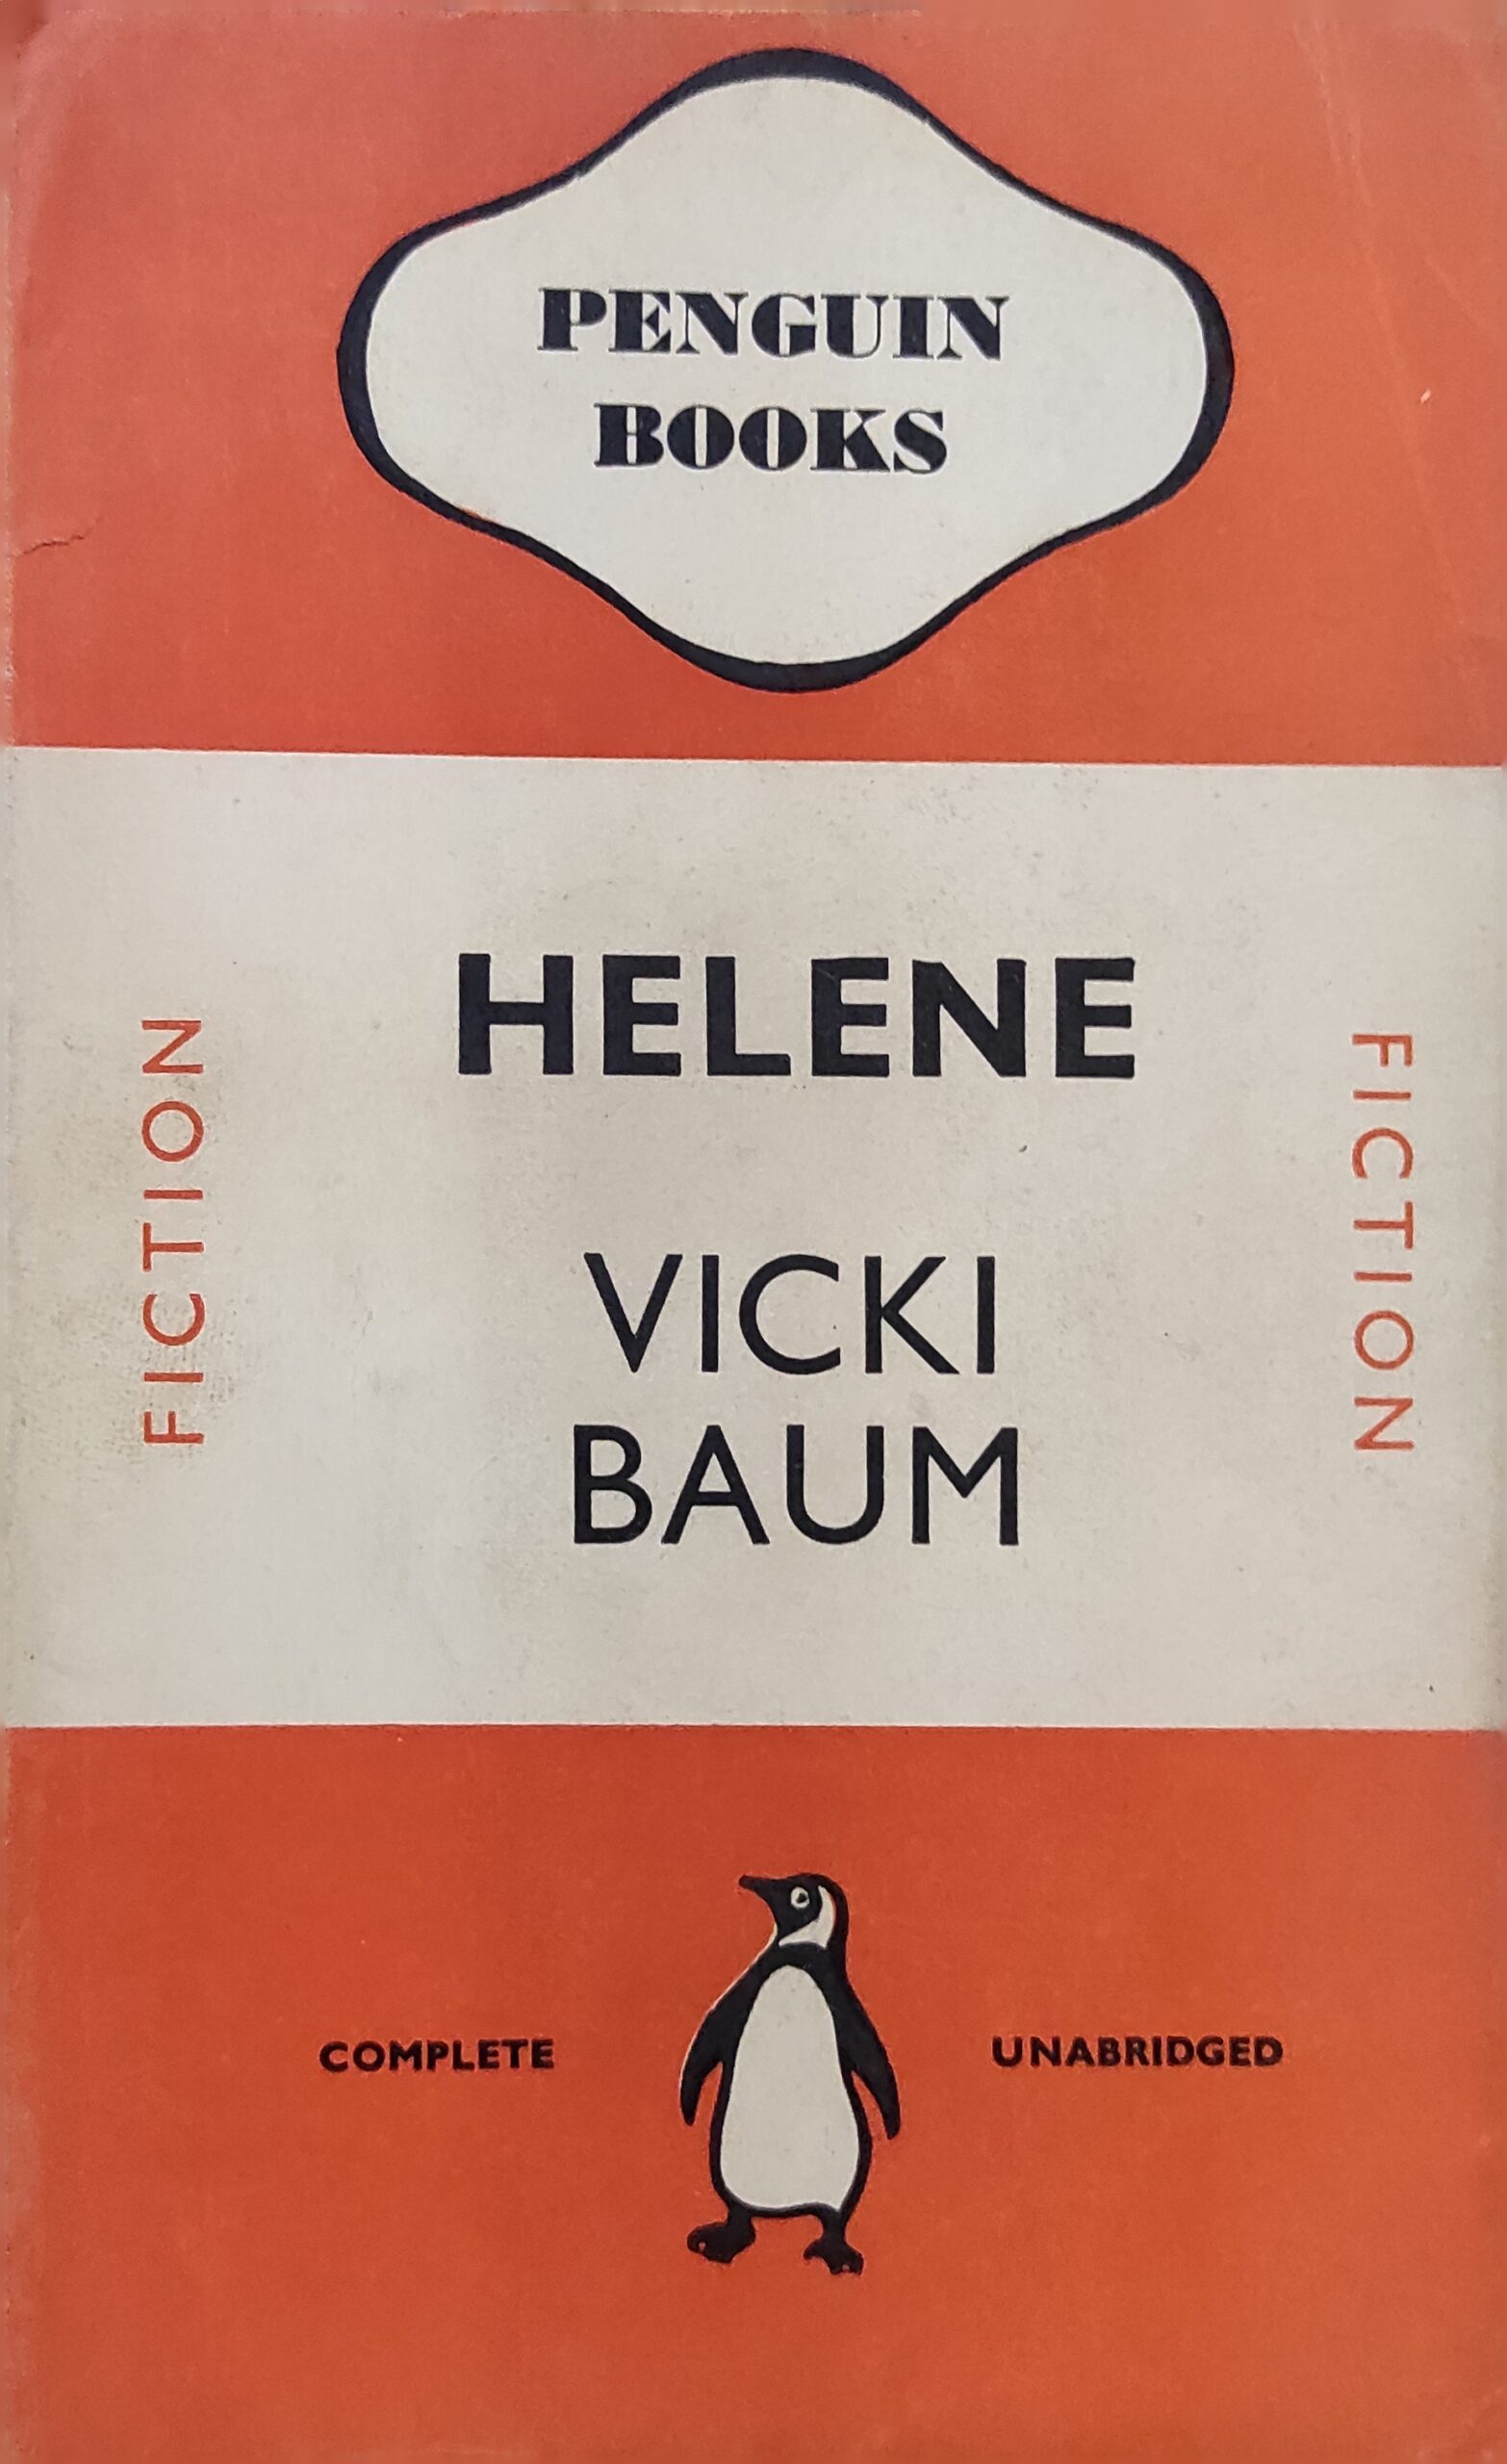 PENGUIN
BOOKS
HELENE
FICTION
FICTION
VICKI
BAUM
COMPLETE
UNABRIDGED